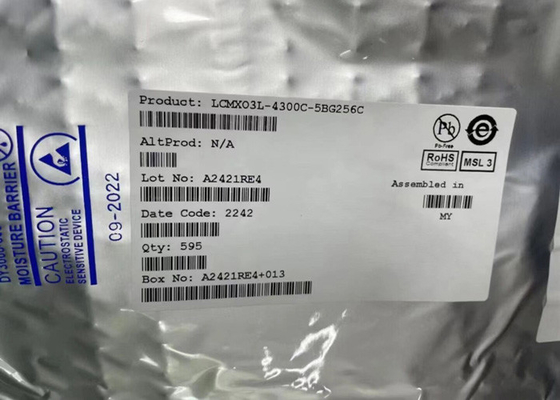 Product: LCMXO3L-4300C-5BG256C
AltProd: N/A
Lot No: A2421RE4
Date Code: 2242
Qty: 595
Box No: A2421RE4+013
Pb
Pb-free
e
RoHS
Compliant
MSL 3
Assembled in
MY
MOISTURE BARRIER
CAUTION
ELECTROSTATIC
SENSITIVE DEVICE
09-2022